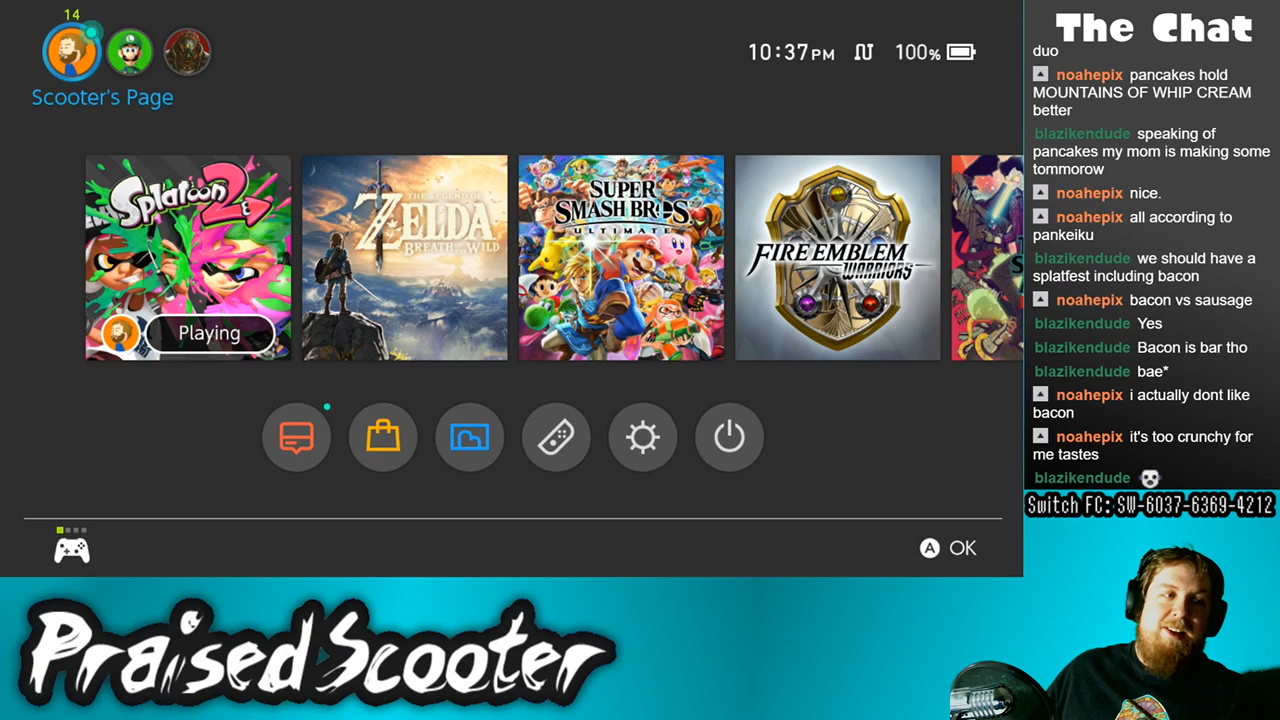 14
Scooter's Page
10:37PM 100%
Splatoon 2
Playing
THE LEGEND OF
ZELDA
BREATH OF THE WILD
SUPER
SMASH BROS
ULTIMATE
FIRE EMBLEM
WARRIORS
A OK
PraisedScooter
The Chat
duo
noahepix pancakes hold
MOUNTAINS OF WHIP CREAM
better
blazikendude speaking of
pancakes my mom is making some
tommorow
noahepix nice.
noahepix all according to
pankeiku
blazikendude we should have a
splatfest including bacon
noahepix bacon vs sausage
blazikendude Yes
blazikendude Bacon is bar tho
blazikendude bae*
noahepix i actually dont like
bacon
noahepix it's too crunchy for
me tastes
blazikendude
Switch FC: SW-6037-6369-4212